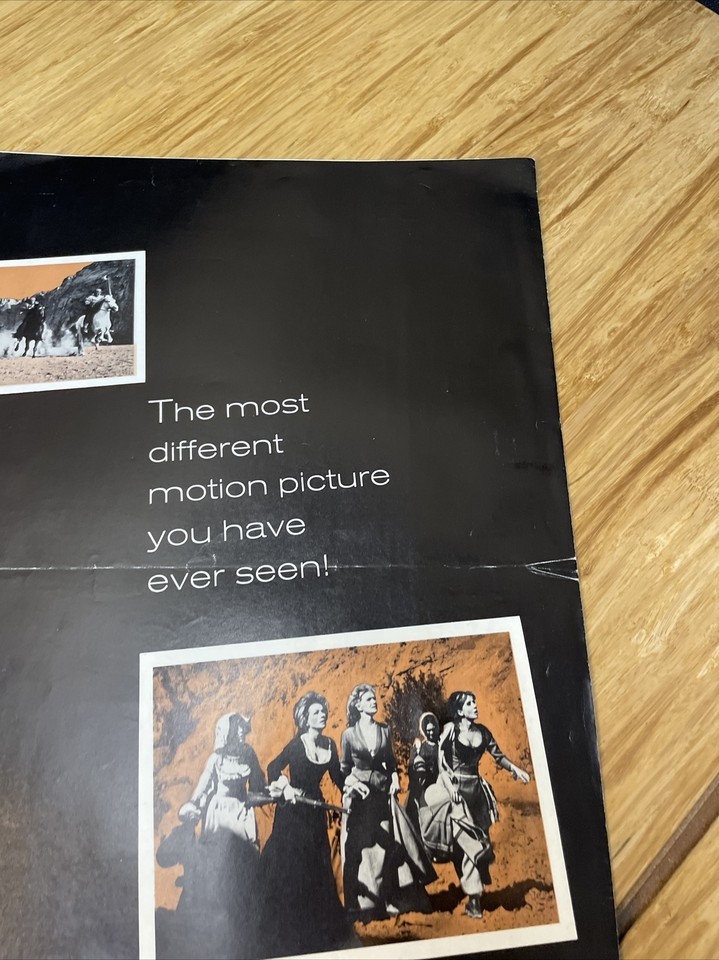 The most
different
motion picture
you have
ever seen!